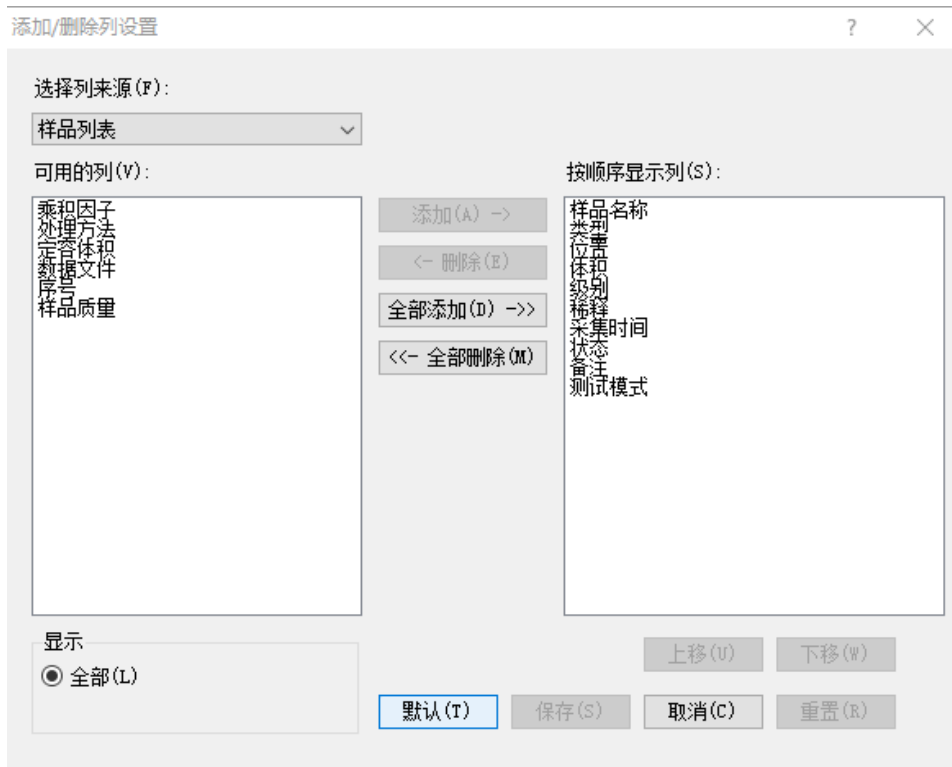 添加/删除列设置
选择列来源(F):
样品列表
可用的列(V):
按顺序显示列(S):
乘积因子
处理方法
定容体积
数据文件
序号
样品质量
添加(A) ->
<- 删除(E)
全部添加(D) ->>
<<- 全部删除(M)
样品名称
类型
位置
体积
级别
稀释
采集时间
状态
备注
测试模式
显示
全部(L)
上移(U)
下移(W)
默认(T)
保存(S)
取消(C)
重置(R)